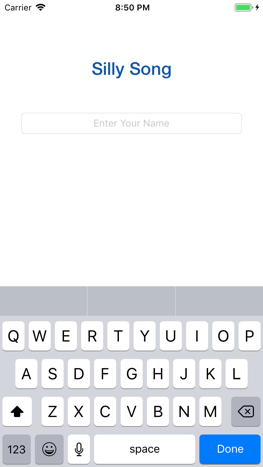 Carrier 8:50 PM
Silly Song
Enter Your Name
Q W E R T Y U I O P
A S D F G H J K L
Z X C V B N M
123 space Done